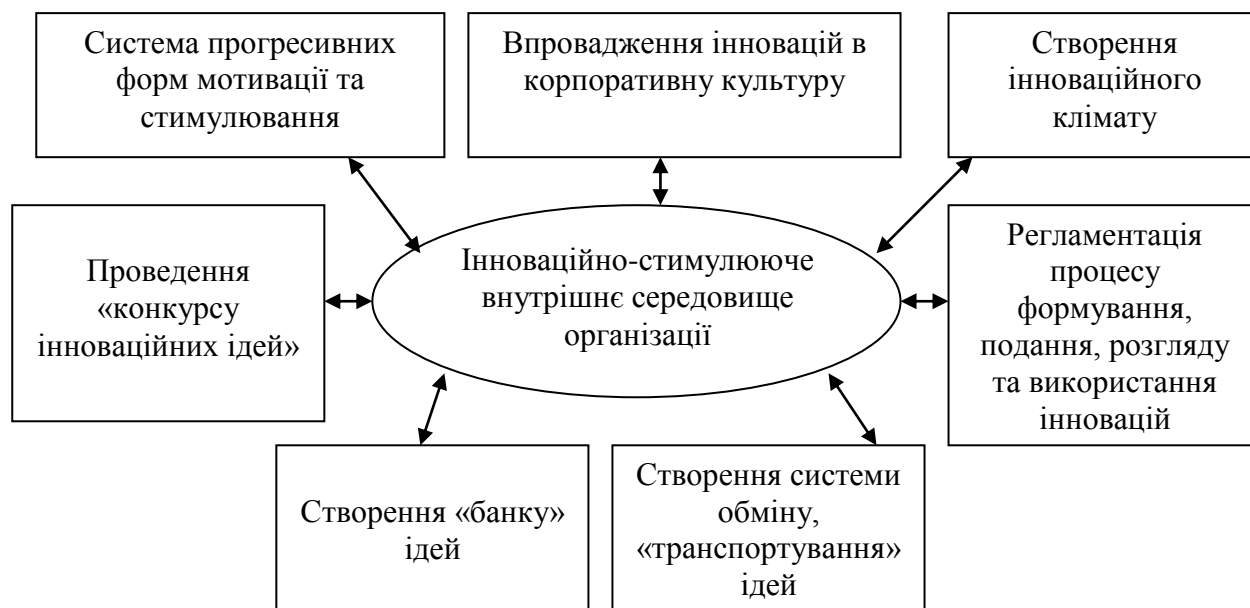 Система прогресивних
форм мотивації та
стимулювання
Впровадження інновацій в
корпоративну культуру
Створення
інноваційного
клімату
Проведення
«конкурсу
інноваційних ідей»
Інноваційно-стимулююче
внутрішнє середовище
організації
Регламентація
процесу
формування,
подання, розгляду
та використання
інновацій
Створення «банку»
ідей
Створення системи
обміну,
«транспортування»
ідей